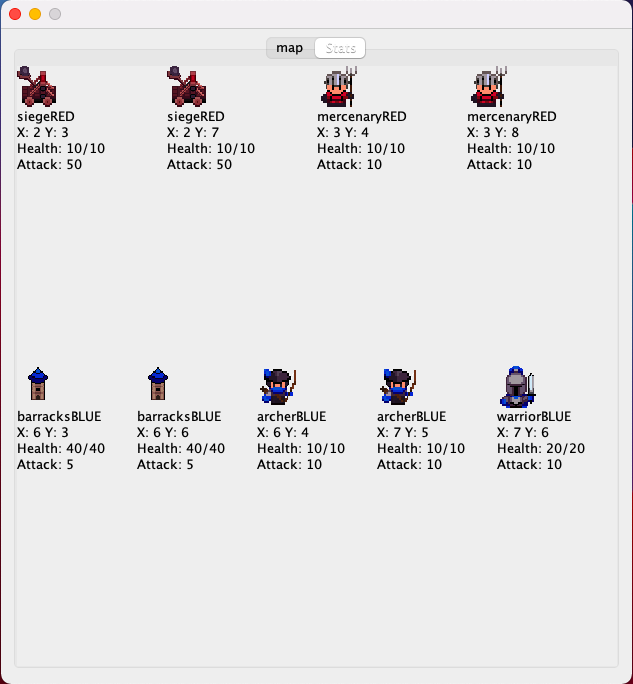 map Stats
siegeRED siegeRED mercenaryRED mercenaryRED
X: 2 Y: 3 X: 2 Y: 7 X: 3 Y: 4 X: 3 Y: 8
Health: 10/10 Health: 10/10 Health: 10/10 Health: 10/10
Attack: 50 Attack: 50 Attack: 10 Attack: 10
barracksBLUE barracksBLUE archerBLUE archerBLUE warriorBLUE
X: 6 Y: 3 X: 6 Y: 6 X: 6 Y: 4 X: 7 Y: 5 X: 7 Y: 6
Health: 40/40 Health: 40/40 Health: 10/10 Health: 10/10 Health: 20/20
Attack: 5 Attack: 5 Attack: 10 Attack: 10 Attack: 10